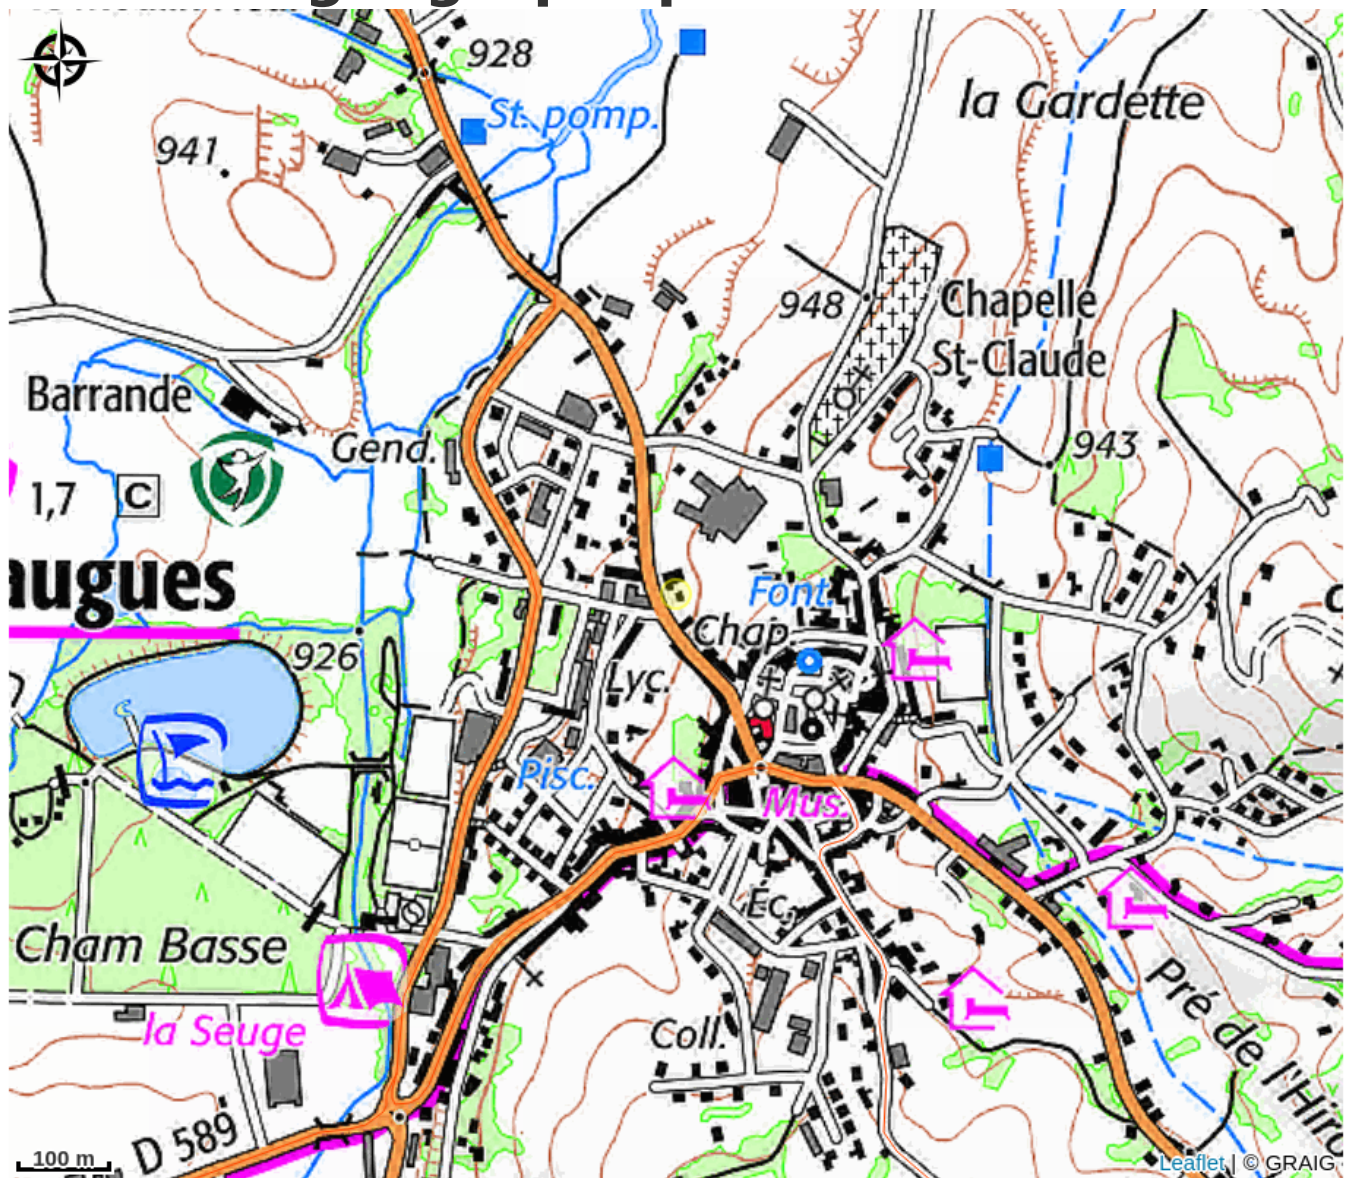 928
St. pomp.
la Gardette
941
948
Chapelle
St-Claude
Barrande
Gend.
943
1,7 C
augues
Font.
Chap
926
Lyc.
Pisc.
Mus.
Éc.
Cham Basse
Pré de l'Hiro
la Seuge
Coll.
D 589
100 m
Leaflet | © GRAIG